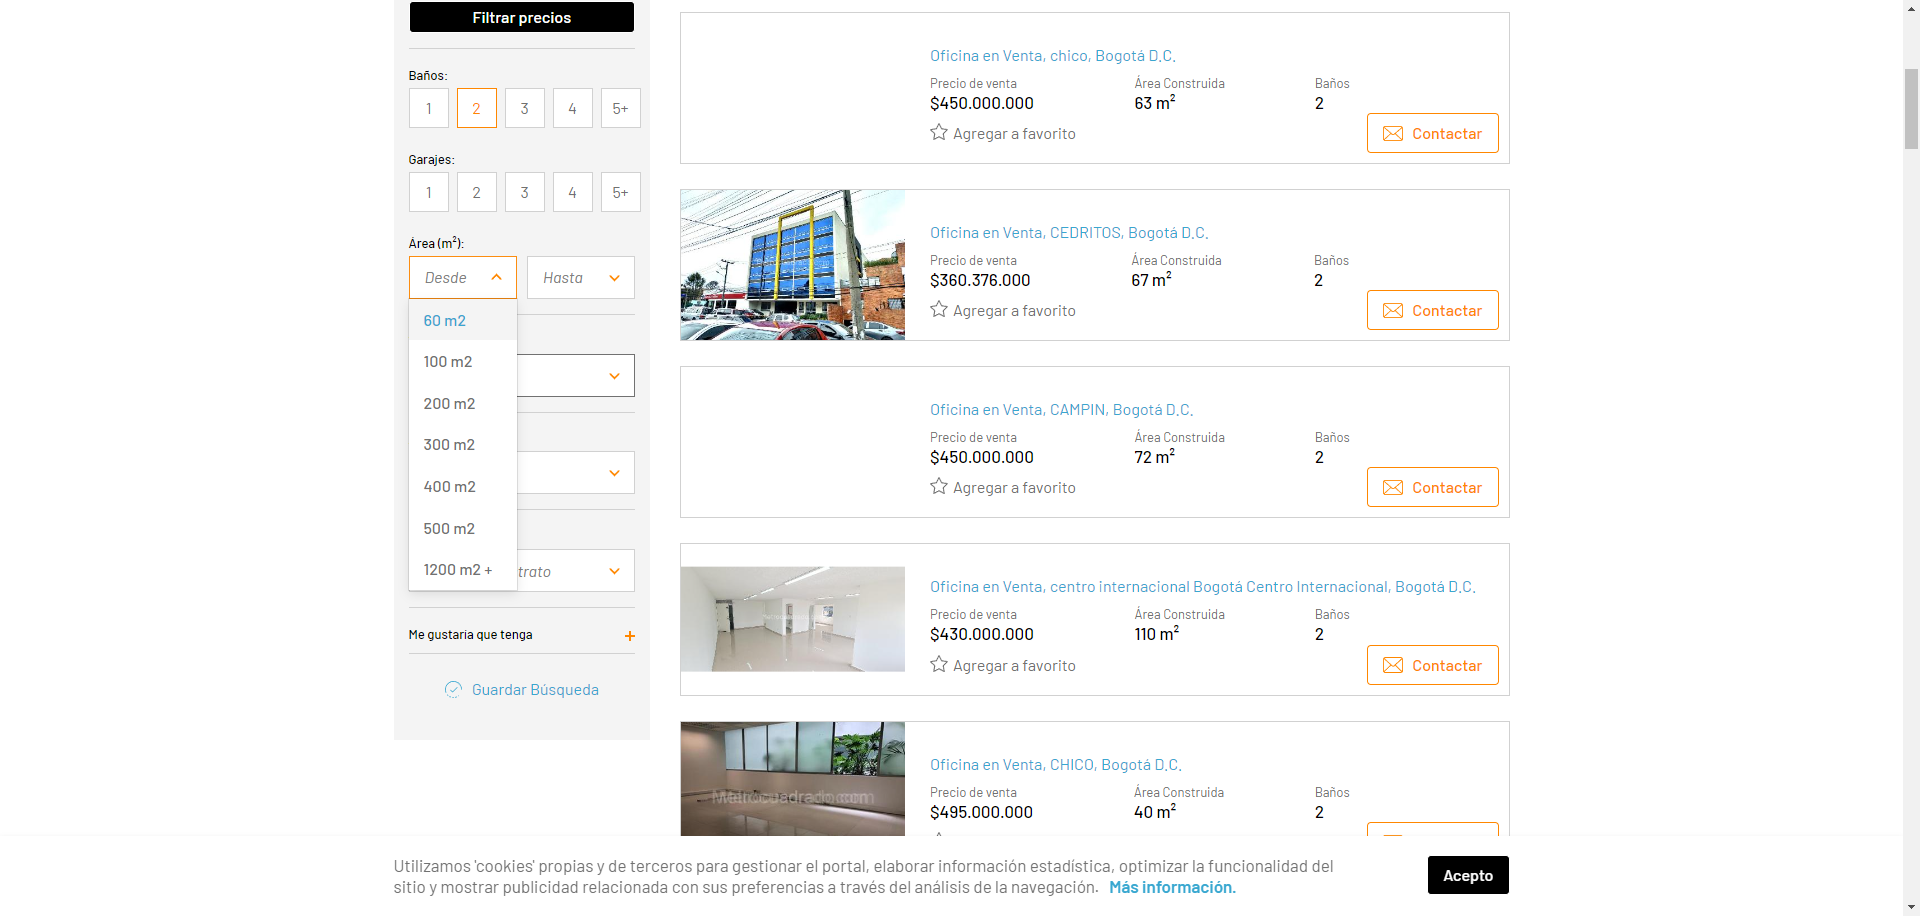 Filtrar precios
Baños:
1
2
3
4
5+
Garajes:
1
2
3
4
5+
Área (m²):
Desde
Hasta
60 m2
100 m2
200 m2
300 m2
400 m2
500 m2
1200 m2 +
trato
Me gustaría que tenga
+
Guardar Búsqueda
Oficina en Venta, chico, Bogotá D.C.
Precio de venta
Área Construida
Baños
$450.000.000
63 m²
2
Agregar a favorito
Contactar
Oficina en Venta, CEDRITOS, Bogotá D.C.
Precio de venta
Área Construida
Baños
$360.376.000
67 m²
2
Agregar a favorito
Contactar
Oficina en Venta, CAMPIN, Bogotá D.C.
Precio de venta
Área Construida
Baños
$450.000.000
72 m²
2
Agregar a favorito
Contactar
Oficina en Venta, centro internacional Bogotá Centro Internacional, Bogotá D.C.
Precio de venta
Área Construida
Baños
$430.000.000
110 m²
2
Agregar a favorito
Contactar
Oficina en Venta, CHICO, Bogotá D.C.
Precio de venta
Área Construida
Baños
$495.000.000
40 m²
2
Utilizamos 'cookies' propias y de terceros para gestionar el portal, elaborar información estadística, optimizar la funcionalidad del
sitio y mostrar publicidad relacionada con sus preferencias a través del análisis de la navegación. Más información.
Acepto